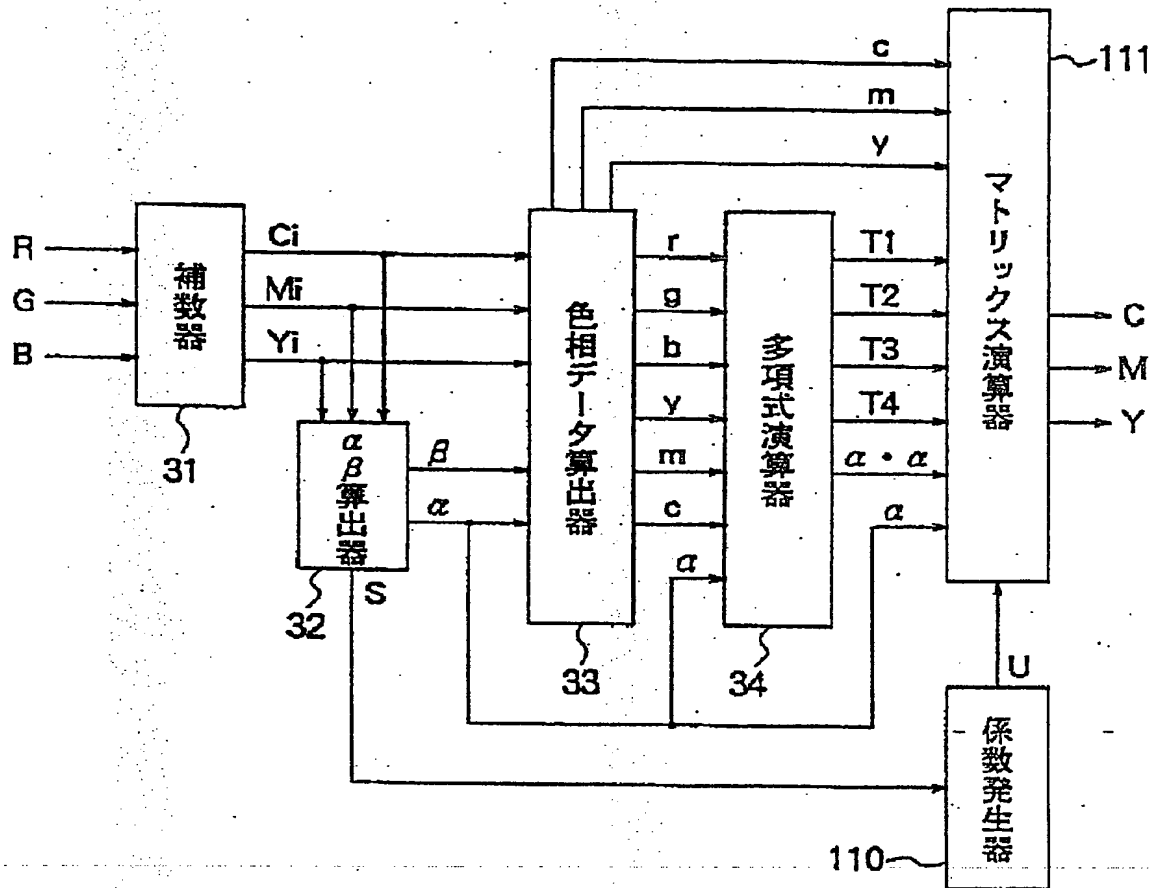 c
m
y
111
マトリックス演算器
R
G
B
補数器
31
Ci
Mi
Yi
αβ算出器
32
β
α
S
色相データ算出器
33
r
g
b
y
m
c
α
多項式演算器
34
T1
T2
T3
T4
α・α
α
C
M
Y
U
係数発生器
110